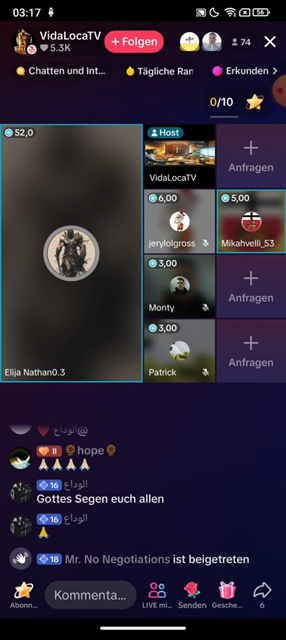 03:17
56
VidaLocaTV
5.3K
+ Folgen
74
Chatten und Int...
Tägliche Ran
Erkunden >
0/10
52,0
Host
VidaLocaTV
Anfragen
6,00
jerylolgross
5,00
Mikahvelli_53
3,00
Monty
Anfragen
3,00
Patrick
Anfragen
Elija Nathan0.3
الوداع@
II hope
16 الوداع
Gottes Segen euch allen
16 الوداع
18 Mr. No Negotiations ist beigetreten
Abonn...
Kommenta...
LIVE mi...
Senden
Gesche...
6